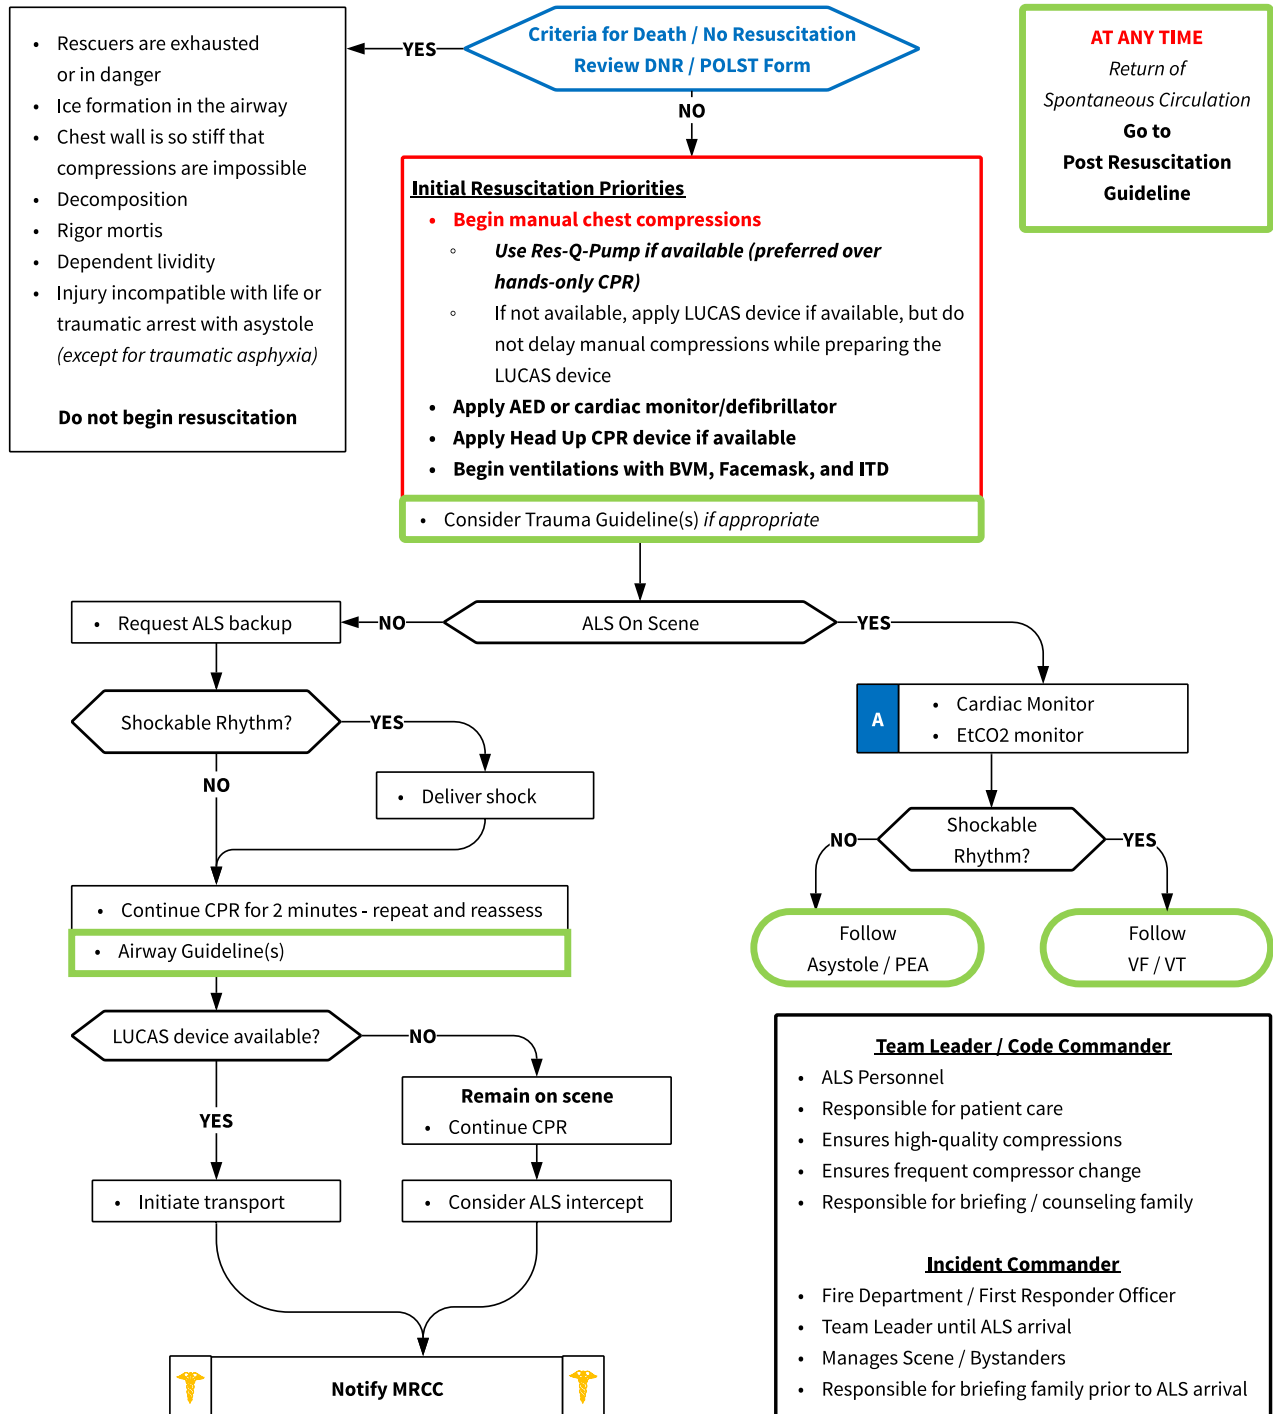 Criteria for Death / No Resuscitation
Review DNR / POLST Form
YES
NO
• Rescuers are exhausted
or in danger
• Ice formation in the airway
• Chest wall is so stiff that
compressions are impossible
• Decomposition
• Rigor mortis
• Dependent lividity
• Injury incompatible with life or
traumatic arrest with asystole
(except for traumatic asphyxia)
Do not begin resuscitation
AT ANY TIME
Return of
Spontaneous Circulation
Go to
Post Resuscitation
Guideline
Initial Resuscitation Priorities
• Begin manual chest compressions
◦ Use Res-Q-Pump if available (preferred over
hands-only CPR)
◦ If not available, apply LUCAS device if available, but do
not delay manual compressions while preparing the
LUCAS device
• Apply AED or cardiac monitor/defibrillator
• Apply Head Up CPR device if available
• Begin ventilations with BVM, Facemask, and ITD
• Consider Trauma Guideline(s) if appropriate
ALS On Scene
NO
YES
• Request ALS backup
Shockable Rhythm?
YES
NO
• Deliver shock
• Continue CPR for 2 minutes - repeat and reassess
• Airway Guideline(s)
LUCAS device available?
NO
YES
Remain on scene
• Continue CPR
• Initiate transport
• Consider ALS intercept
Notify MRCC
A
• Cardiac Monitor
• EtCO2 monitor
Shockable
Rhythm?
NO
YES
Follow
Asystole / PEA
Follow
VF / VT
Team Leader / Code Commander
• ALS Personnel
• Responsible for patient care
• Ensures high-quality compressions
• Ensures frequent compressor change
• Responsible for briefing / counseling family
Incident Commander
• Fire Department / First Responder Officer
• Team Leader until ALS arrival
• Manages Scene / Bystanders
• Responsible for briefing family prior to ALS arrival